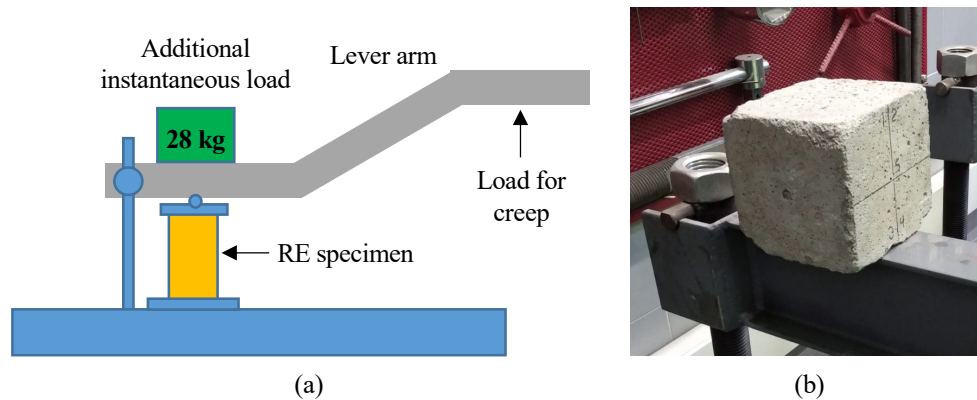 Additional
instantaneous load
Lever arm
28 kg
Load for
creep
RE specimen
(a)
(b)